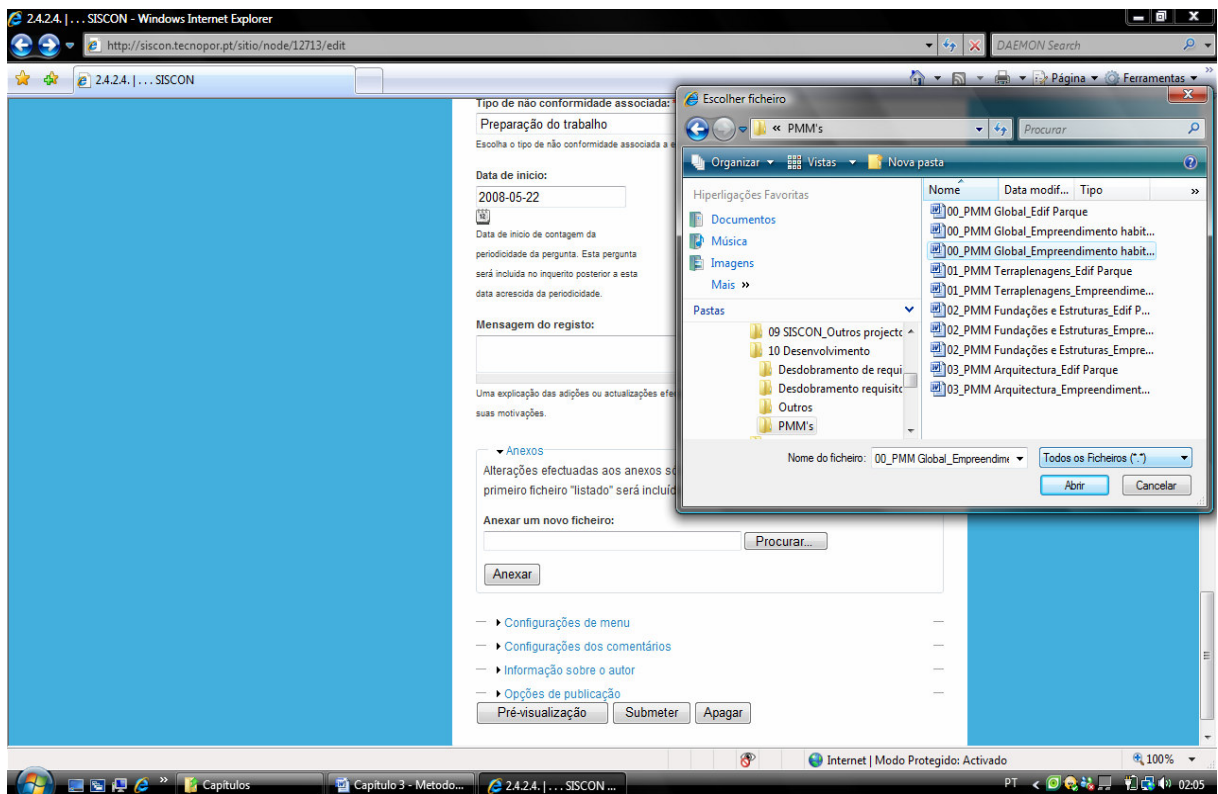 2.4.2.4. | . . . SISCON - Windows Internet Explorer
http://siscon.tecnopor.pt/sitio/node/12713/edit
DAEMON Search
2.4.2.4. | . . . SISCON
Página
Ferramentas
Tipo de não conformidade associada: *
Preparação do trabalho
Escolha o tipo de não conformidade associada a e
Data de inicio:
2008-05-22
Data de inicio de contagem da
periodicidade da pergunta. Esta pergunta
será incluida no inquerito posterior a esta
data acrescida da periodicidade.
Mensagem do registo:
Uma explicação das adições ou actualizações efe
suas motivações.
Anexos
Alterações efectuadas aos anexos só
primeiro ficheiro "listado" será incluíd
Anexar um novo ficheiro:
Procurar...
Anexar
Configurações de menu
Configurações dos comentários
Informação sobre o autor
Opções de publicação
Pré-visualização Submeter Apagar
Escolher ficheiro
« PMM's
Procurar
Organizar Vistas Nova pasta
Hiperligações Favoritas
Documentos
Música
Imagens
Mais »
Pastas
09 SISCON_Outros projectc
10 Desenvolvimento
Desdobramento de requi
Desdobramento requisitc
Outros
PMM's
Nome Data modif... Tipo »
00_PMM Global_Edif Parque
00_PMM Global_Empreendimento habit...
00_PMM Global_Empreendimento habit...
01_PMM Terraplenagens_Edif Parque
01_PMM Terraplenagens_Empreendime...
02_PMM Fundações e Estruturas_Edif P...
02_PMM Fundações e Estruturas_Empre...
02_PMM Fundações e Estruturas_Empre...
03_PMM Arquitectura_Edif Parque
03_PMM Arquitectura_Empreendiment...
Nome do ficheiro: 00_PMM Global_Empreendime Todos os Ficheiros (*.*)
Abrir Cancelar
Internet | Modo Protegido: Activado
100%
Capítulos
Capítulo 3 - Metodo...
2.4.2.4. | . . . SISCON ...
PT
02:05